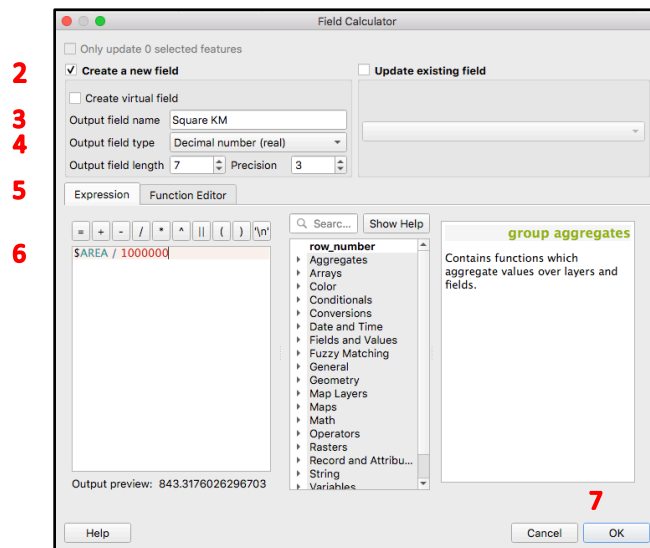 Field Calculator
Only update 0 selected features
2
Create a new field
Update existing field
Create virtual field
3
Output field name Square KM
4
Output field type Decimal number (real)
Output field length 7 Precision 3
5
Expression Function Editor
= + - / * ^ || ( ) '\n'
Searc... Show Help
6
$AREA / 1000000
row_number
Aggregates
Arrays
Color
Conditionals
Conversions
Date and Time
Fields and Values
Fuzzy Matching
General
Geometry
Map Layers
Maps
Math
Operators
Rasters
Record and Attribu...
String
Variables
group aggregates
Contains functions which
aggregate values over layers and
fields.
Output preview: 843.3176026296703
7
Help Cancel OK